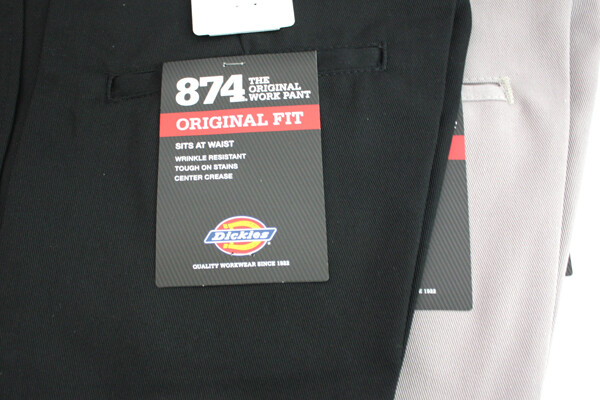 874 THE
ORIGINAL
WORK PANT
ORIGINAL FIT
SITS AT WAIST
WRINKLE RESISTANT
TOUGH ON STAINS
CENTER CREASE
Dickies
QUALITY WORKWEAR SINCE 1922
E 1922